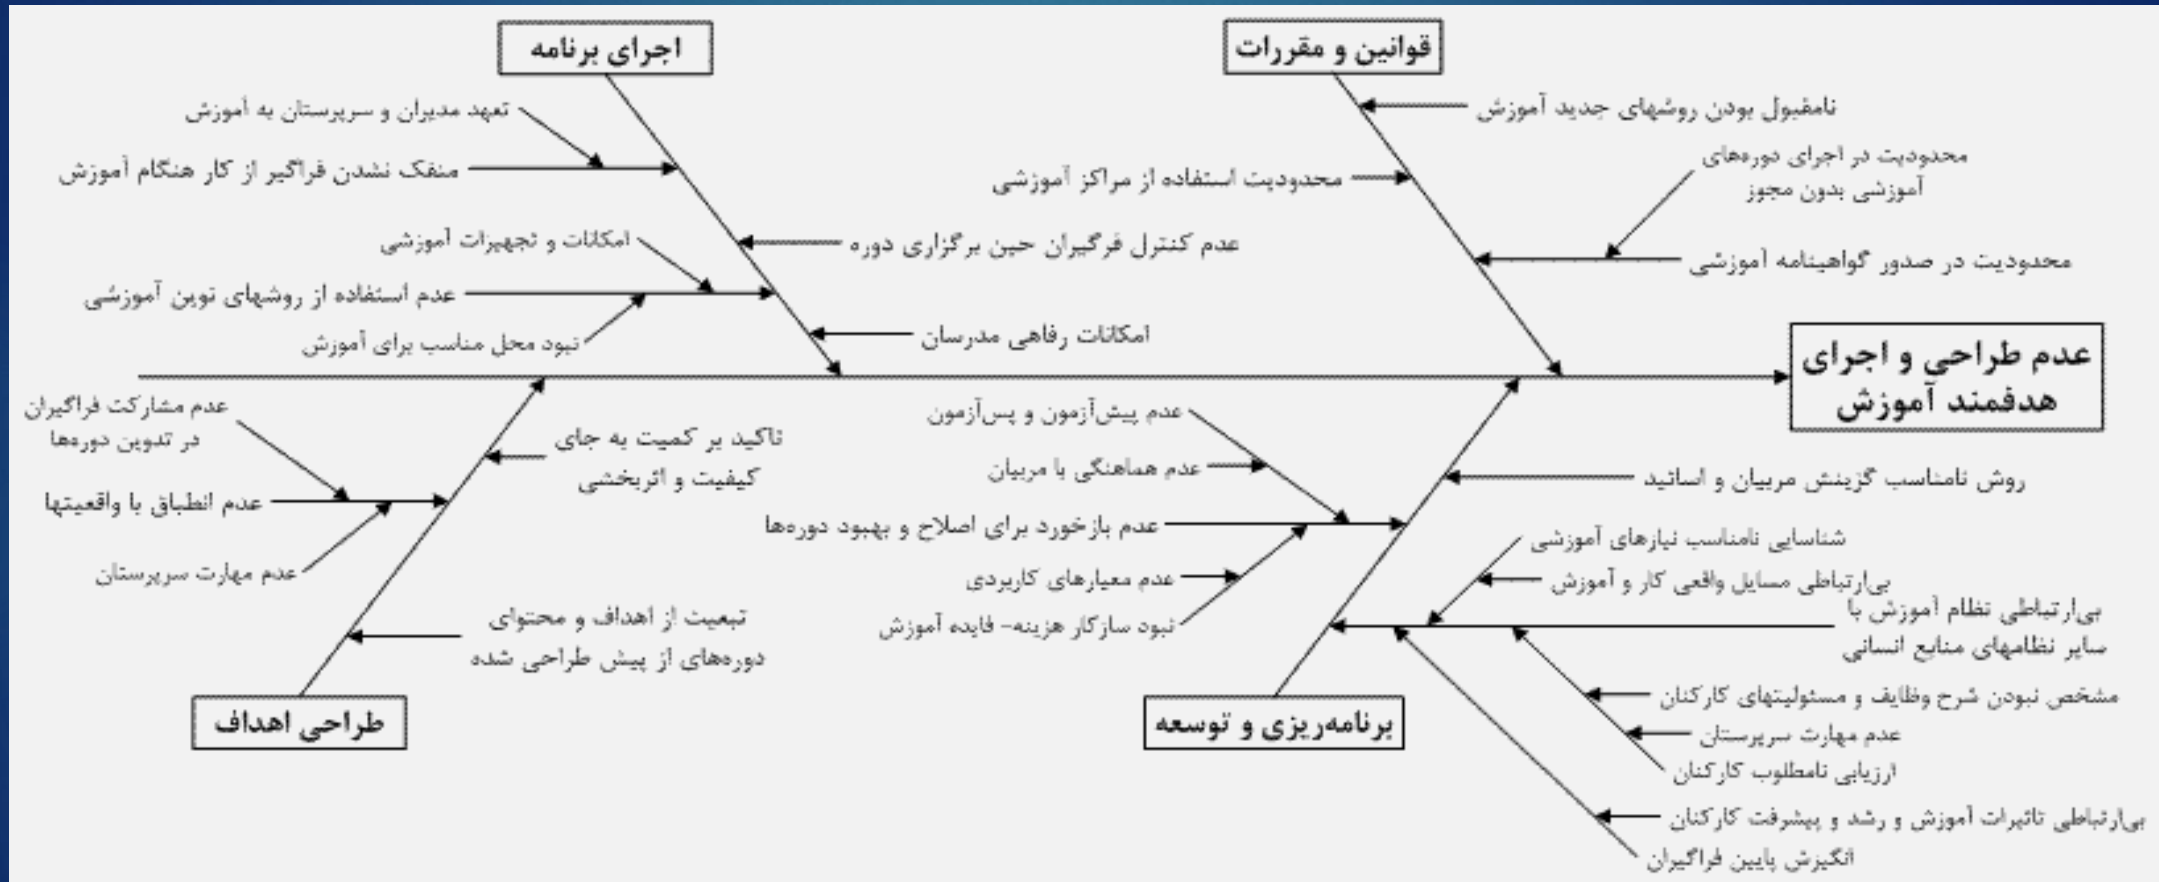 قوانین و مقررات
نامقبول بودن روشهای جدید آموزش
محدودیت استفاده از مراکز آموزشی
محدودیت در اجرای دوره‌های
آموزشی بدون مجوز
محدودیت در صدور گواهینامه آموزشی
اجرای برنامه
تعهد مدیران و سرپرستان به آموزش
منفک نشدن فراگیر از کار هنگام آموزش
عدم کنترل فرگیران حین برگزاری دوره
امکانات و تجهیزات آموزشی
عدم استفاده از روشهای نوین آموزشی
نبود محل مناسب برای آموزش
امکانات رفاهی مدرسان
عدم طراحی و اجرای
هدفمند آموزش
عدم پیش‌آزمون و پس‌آزمون
عدم هماهنگی با مربیان
عدم بازخورد برای اصلاح و بهبود دوره‌ها
عدم معیارهای کاربردی
نبود سازکار هزینه- فایده آموزش
روش نامناسب گزینش مربیان و اساتید
شناسایی نامناسب نیازهای آموزشی
بی‌ارتباطی مسایل واقعی کار و آموزش
بی‌ارتباطی نظام آموزش با
سایر نظامهای منابع انسانی
مشخص نبودن شرح وظایف و مسئولیتهای کارکنان
عدم مهارت سرپرستان
ارزیابی نامطلوب کارکنان
بی‌ارتباطی تاثیرات آموزش و رشد و پیشرفت کارکنان
انگیزش پایین فراگیران
برنامه‌ریزی و توسعه
عدم مشارکت فراگیران
در تدوین دوره‌ها
تاکید بر کمیت به جای
کیفیت و اثربخشی
عدم انطباق با واقعیتها
عدم مهارت سرپرستان
تبعیت از اهداف و محتوای
دوره‌های از پیش طراحی شده
طراحی اهداف